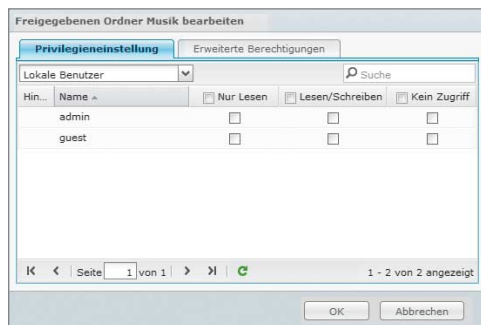 Freigegebenen Ordner Musik bearbeiten
Privilegieneinstellung Erweiterte Berechtigungen
Lokale Benutzer Suche
Hin... Name Nur Lesen Lesen/Schreiben Kein Zugriff
admin
guest
Seite 1 von 1 1 - 2 von 2 angezeigt
OK Abbrechen